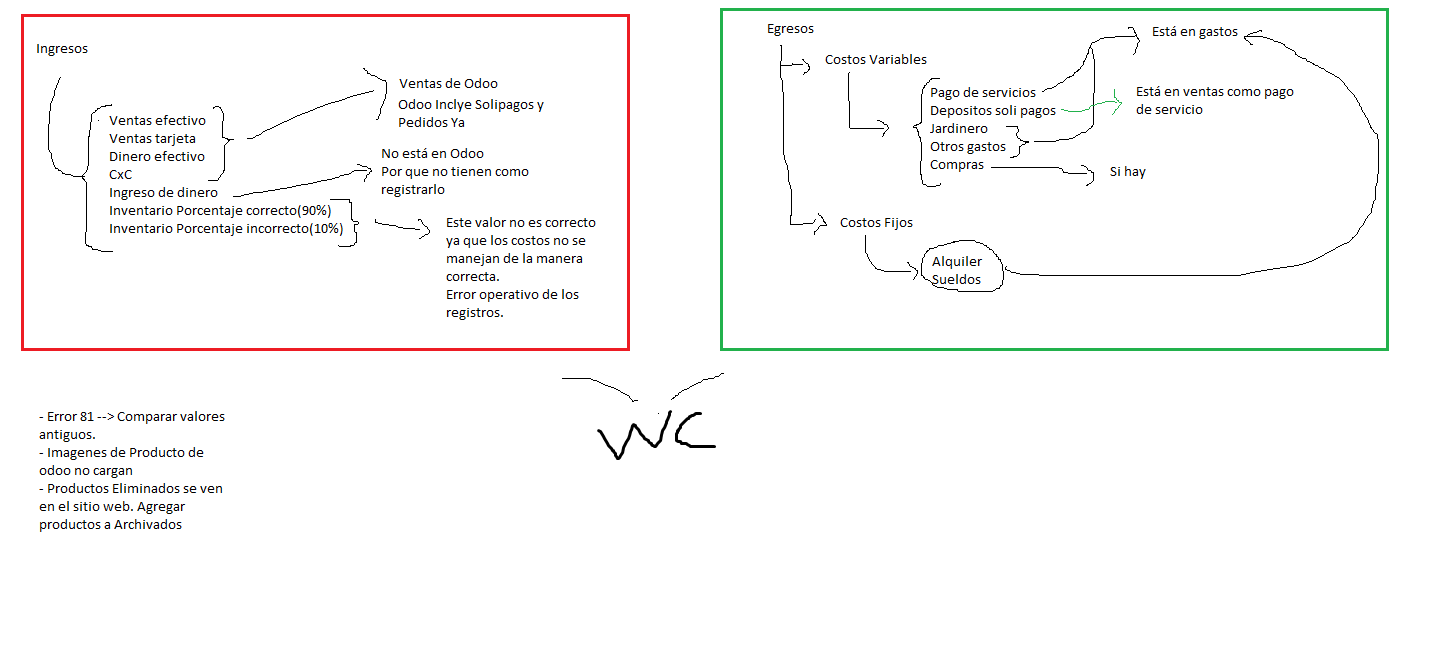 Ingresos
Ventas efectivo
Ventas tarjeta
Dinero efectivo
CxC
Ingreso de dinero
Inventario Porcentaje correcto(90%)
Inventario Porcentaje incorrecto(10%)
Ventas de Odoo
Odoo Inclye Solipagos y
Pedidos Ya
No está en Odoo
Por que no tienen como
registrarlo
Este valor no es correcto
ya que los costos no se
manejan de la manera
correcta.
Error operativo de los
registros.
Egresos
Costos Variables
Pago de servicios
Depositos soli pagos
Jardinero
Otros gastos
Compras
Está en gastos
Está en ventas como pago
de servicio
Si hay
Costos Fijos
Alquiler
Sueldos
WC
- Error 81 --> Comparar valores
antiguos.
- Imagenes de Producto de
odoo no cargan
- Productos Eliminados se ven
en el sitio web. Agregar
productos a Archivados